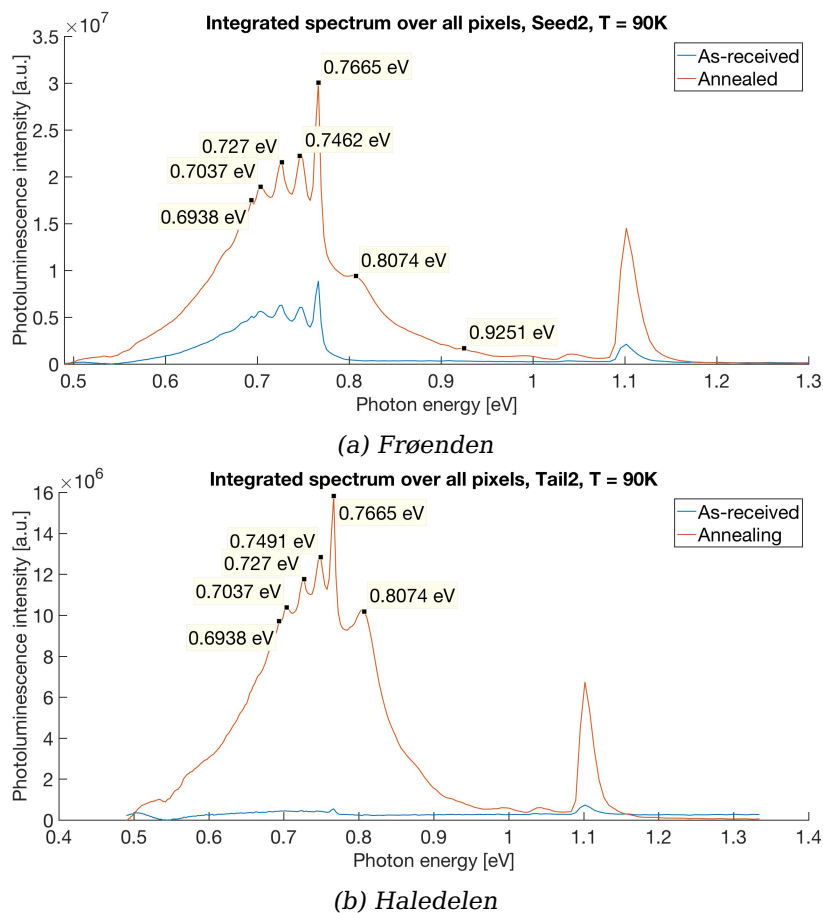 Integrated spectrum over all pixels, Seed2, T = 90K
×10^7
3.5
3
2.5
2
1.5
1
0.5
0
Photoluminescence intensity [a.u.]
As-received
Annealed
0.7665 eV
0.727 eV
0.7462 eV
0.7037 eV
0.6938 eV
0.8074 eV
0.9251 eV
0.5 0.6 0.7 0.8 0.9 1 1.1 1.2 1.3
Photon energy [eV]
(a) Frøenden
Integrated spectrum over all pixels, Tail2, T = 90K
×10^6
16
14
12
10
8
6
4
2
0
Photoluminescence intensity [a.u.]
As-received
Annealing
0.7665 eV
0.7491 eV
0.727 eV
0.7037 eV
0.8074 eV
0.6938 eV
0.4 0.5 0.6 0.7 0.8 0.9 1 1.1 1.2 1.3 1.4
Photon energy [eV]
(b) Haledelen